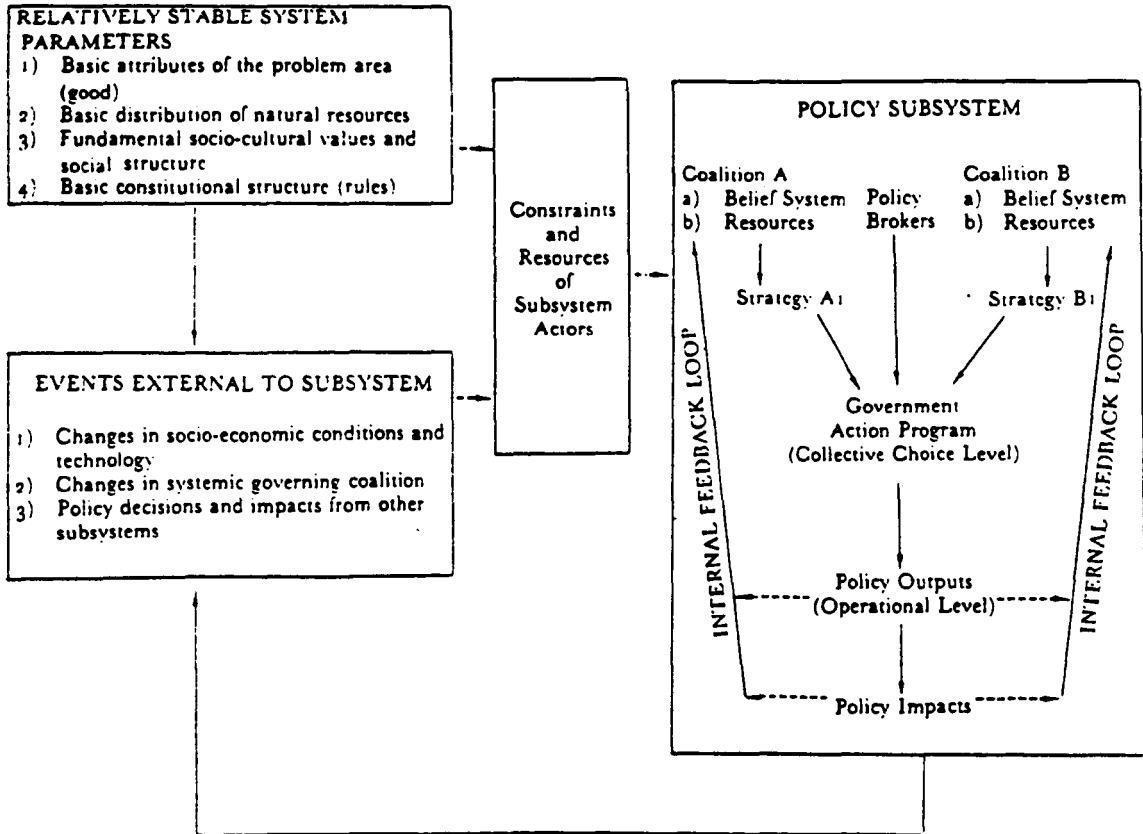 RELATIVELY STABLE SYSTEM
PARAMETERS
1) Basic attributes of the problem area
(good)
2) Basic distribution of natural resources
3) Fundamental socio-cultural values and
social structure
4) Basic constitutional structure (rules)
EVENTS EXTERNAL TO SUBSYSTEM
1) Changes in socio-economic conditions and
technology
2) Changes in systemic governing coalition
3) Policy decisions and impacts from other
subsystems
Constraints
and
Resources
of
Subsystem
Actors
POLICY SUBSYSTEM
Coalition A
a) Belief System
b) Resources
Policy
Brokers
Coalition B
a) Belief System
b) Resources
Strategy A1
Strategy B1
Government
Action Program
(Collective Choice Level)
Policy Outputs
(Operational Level)
Policy Impacts
INTERNAL FEEDBACK LOOP
INTERNAL FEEDBACK LOOP